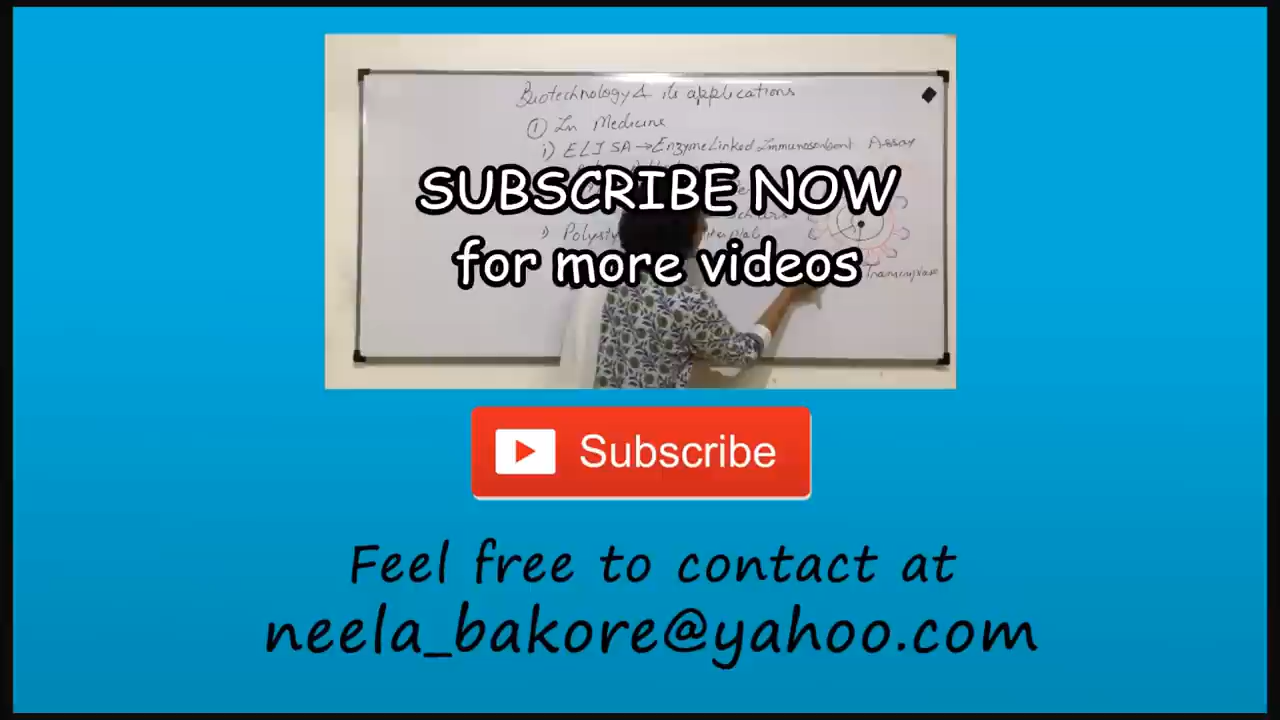 Biotechnology & its applications
① In Medicine
i) ELISA → Enzyme Linked Immunosorbent Assay
SUBSCRIBE NOW
for more videos
Subscribe
Feel free to contact at
neela_bakore@yahoo.com